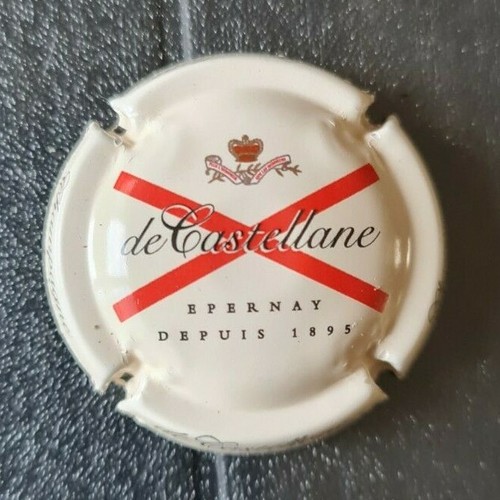 de Castellane
EPERNAY
DEPUIS 1895